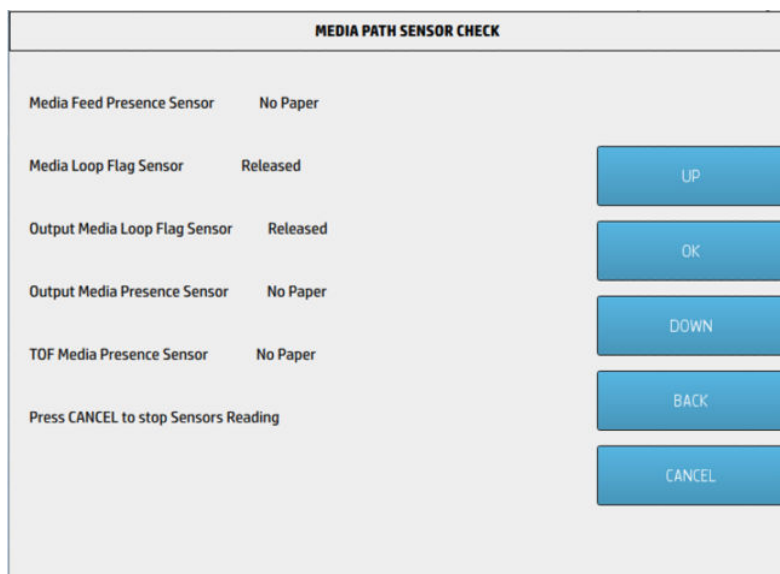 MEDIA PATH SENSOR CHECK
Media Feed Presence Sensor No Paper
Media Loop Flag Sensor Released
UP
Output Media Loop Flag Sensor Released
OK
Output Media Presence Sensor No Paper
DOWN
TOF Media Presence Sensor No Paper
BACK
Press CANCEL to stop Sensors Reading
CANCEL